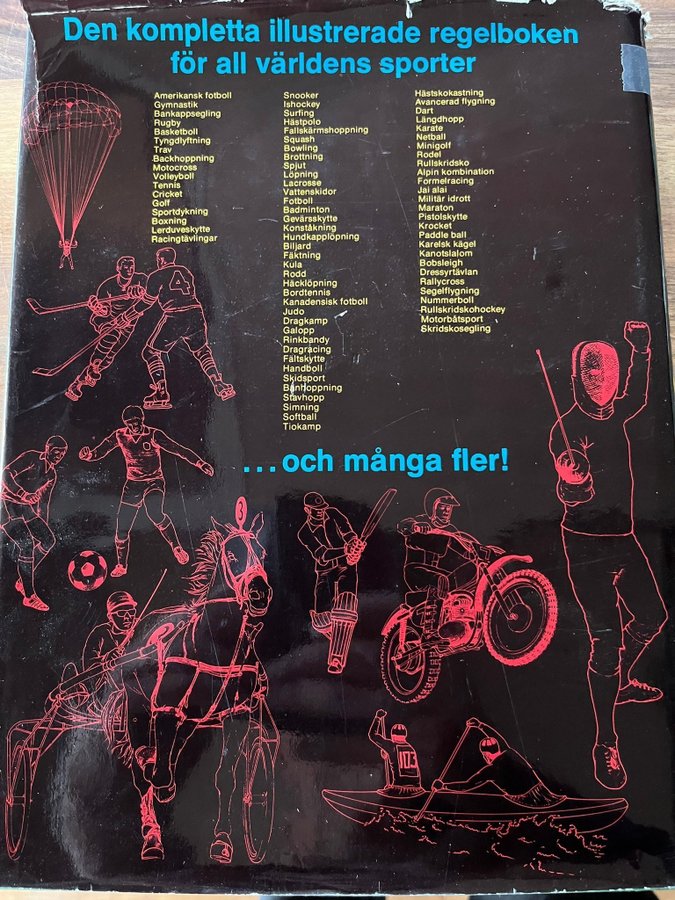 Den kompletta illustrerade regelboken
för all världens sporter
Amerikansk fotboll
Gymnastik
Bankappsegling
Rugby
Basketboll
Tyngdlyftning
Trav
Backhoppning
Motocross
Volleyboll
Tennis
Cricket
Golf
Sportdykning
Boxning
Lerduveskytte
Racingtävlingar
Snooker
Ishockey
Surfing
Hästpolo
Fallskärmshoppning
Squash
Bowling
Brottning
Spjut
Löpning
Lacrosse
Vattenskidor
Fotboll
Badminton
Gevärsskytte
Konståkning
Hundkapplöpning
Biljard
Fäktning
Kula
Rodd
Häcklöpning
Bordtennis
Kanadensisk fotboll
Judo
Dragkamp
Galopp
Rinkbandy
Dragracing
Fältskytte
Handboll
Skidsport
Banhoppning
Stavhopp
Simning
Softball
Tiokamp
Hästskokastning
Avancerad flygning
Dart
Längdhopp
Karate
Netball
Minigolf
Rodel
Rullskridsko
Alpin kombination
Formelracing
Jai alai
Militär idrott
Maraton
Pistolskytte
Krocket
Paddle ball
Karelsk kägel
Kanotslalom
Bobsleigh
Dressyrtävlan
Rallycross
Segelflygning
Nummerboll
Rullskridskohockey
Motorbåtsport
Skridskosegling
...och många fler!
4
3
173